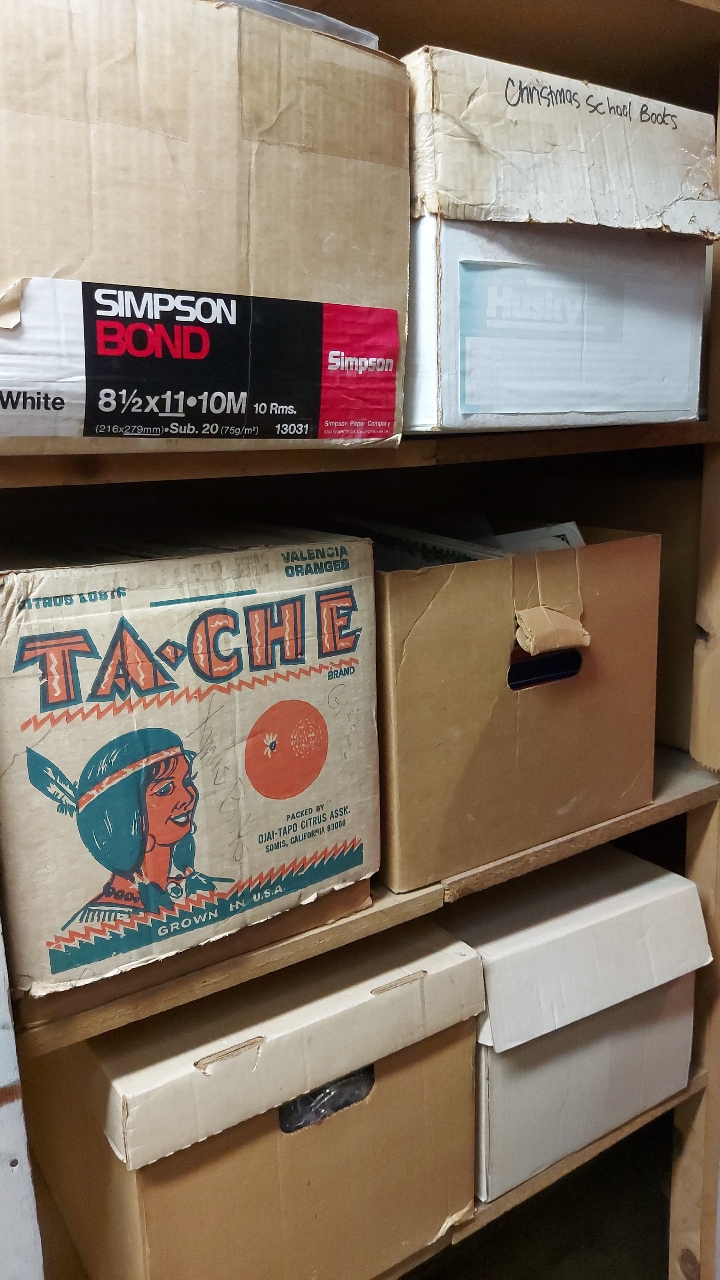 Christmas School Books
SIMPSON
BOND
Simpson
White
8½x11•10M 10 Rms.
(216x279mm)•Sub. 20 (75g/m²) 13031
Simpson Paper Company
Husky
VALENCIA
ORANGES
TA•CHE
BRAND
PACKED BY
OJAI-TAPO CITRUS ASSN.
SOMIS, CALIFORNIA 93066
GROWN IN U.S.A.